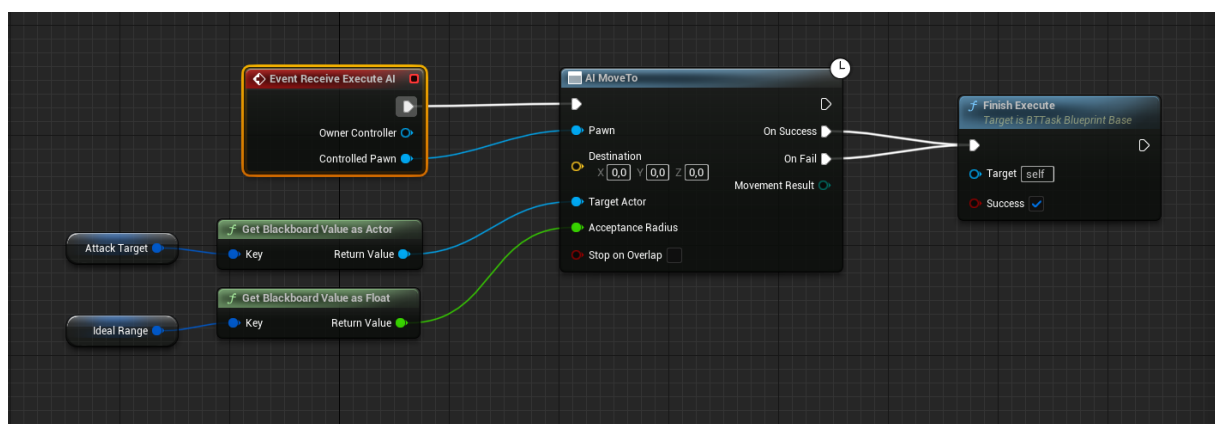 Event Receive Execute AI
Owner Controller
Controlled Pawn
Attack Target
Get Blackboard Value as Actor
Key
Return Value
Ideal Range
Get Blackboard Value as Float
Key
Return Value
AI MoveTo
Pawn
On Success
Destination
X 0,0 Y 0,0 Z 0,0
On Fail
Movement Result
Target Actor
Acceptance Radius
Stop on Overlap
Finish Execute
Target is BTTask Blueprint Base
Target self
Success